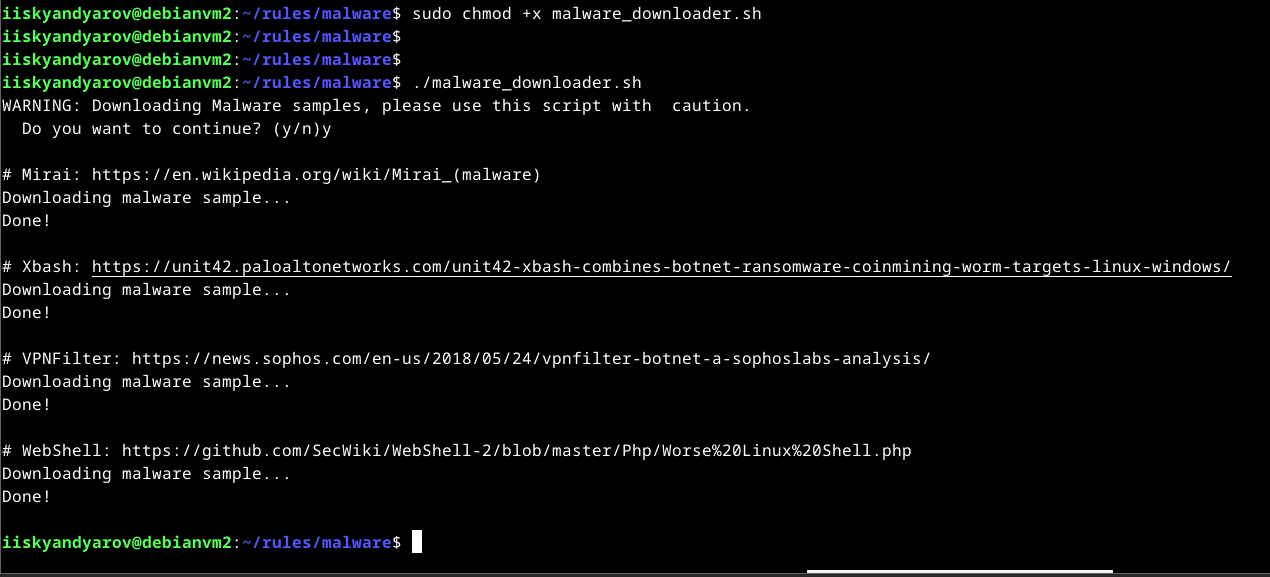 iiskyandyarov@debianvm2:~/rules/malware$ sudo chmod +x malware_downloader.sh
iiskyandyarov@debianvm2:~/rules/malware$
iiskyandyarov@debianvm2:~/rules/malware$
iiskyandyarov@debianvm2:~/rules/malware$ ./malware_downloader.sh
WARNING: Downloading Malware samples, please use this script with  caution.
  Do you want to continue? (y/n)y
# Mirai: https://en.wikipedia.org/wiki/Mirai_(malware)
Downloading malware sample...
Done!
# Xbash: https://unit42.paloaltonetworks.com/unit42-xbash-combines-botnet-ransomware-coinmining-worm-targets-linux-windows/
Downloading malware sample...
Done!
# VPNFilter: https://news.sophos.com/en-us/2018/05/24/vpnfilter-botnet-a-sophoslabs-analysis/
Downloading malware sample...
Done!
# WebShell: https://github.com/SecWiki/WebShell-2/blob/master/Php/Worse%20Linux%20Shell.php
Downloading malware sample...
Done!
iiskyandyarov@debianvm2:~/rules/malware$